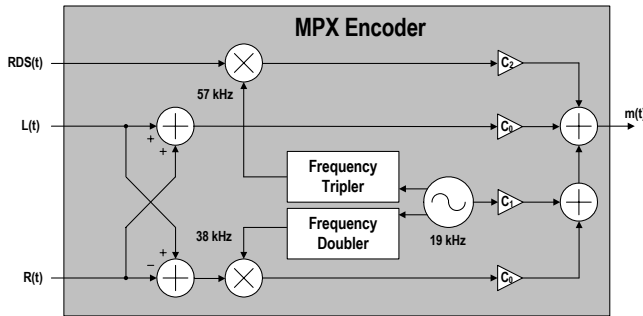 MPX Encoder
RDS(t)
C2
57 kHz
m(t)
L(t)
+
+
C0
Frequency
Tripler
C1
Frequency
Doubler
19 kHz
38 kHz
+
−
R(t)
C0